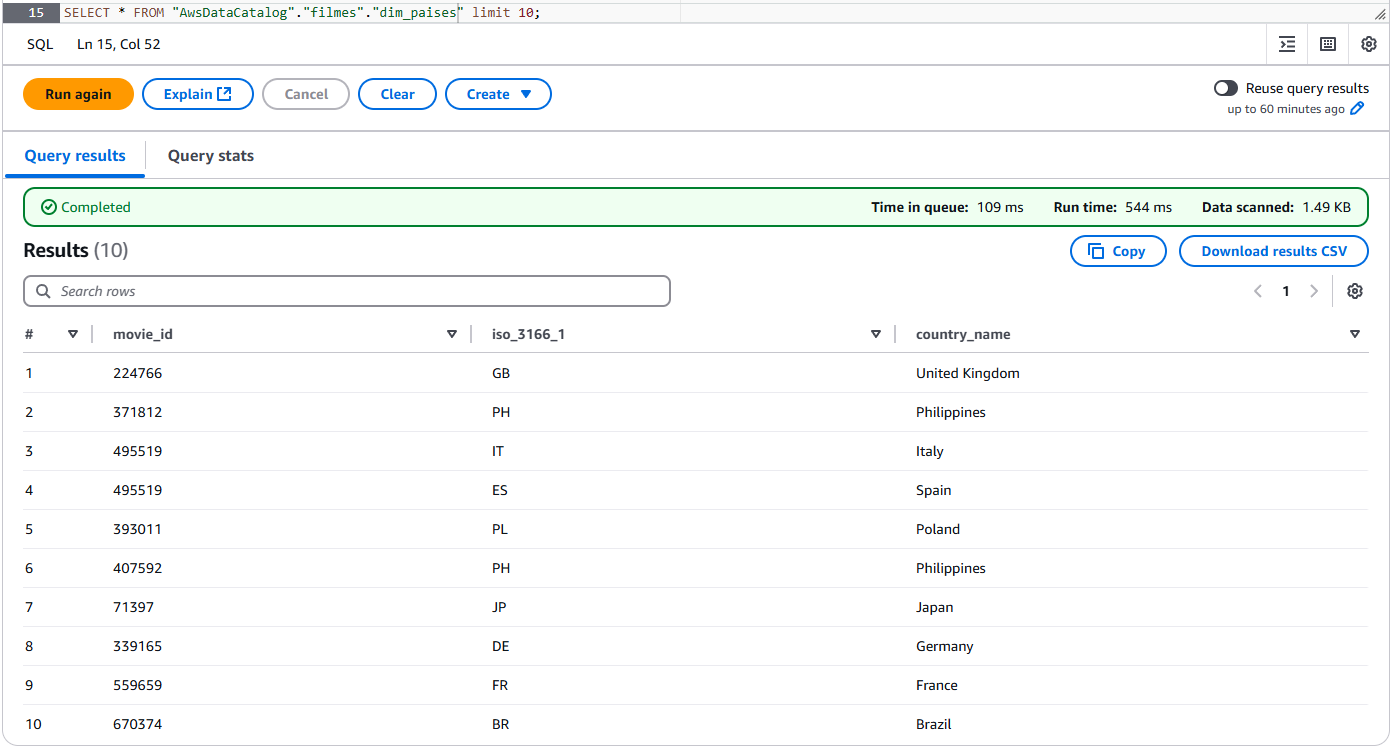 15 SELECT * FROM "AwsDataCatalog"."filmes"."dim_paises" limit 10;
SQL Ln 15, Col 52
Run again Explain Cancel Clear Create Reuse query results
up to 60 minutes ago
Query results Query stats
Completed Time in queue: 109 ms Run time: 544 ms Data scanned: 1.49 KB
Results (10) Copy Download results CSV
Search rows 1
# movie_id iso_3166_1 country_name
1 224766 GB United Kingdom
2 371812 PH Philippines
3 495519 IT Italy
4 495519 ES Spain
5 393011 PL Poland
6 407592 PH Philippines
7 71397 JP Japan
8 339165 DE Germany
9 559659 FR France
10 670374 BR Brazil